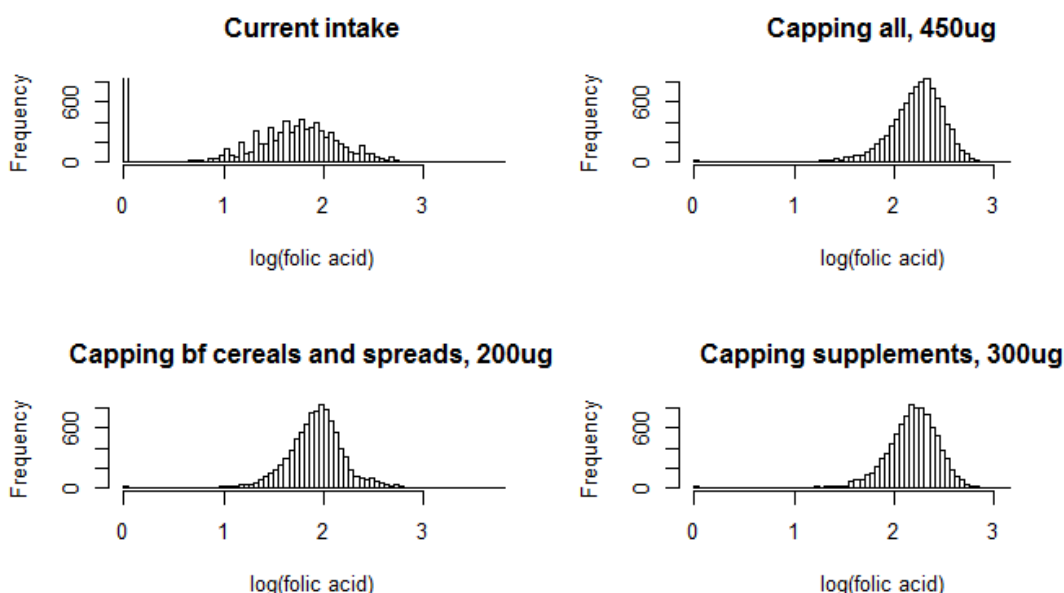 Current intake
Frequency
600
0
0 1 2 3
log(folic acid)
Capping all, 450ug
Frequency
600
0
0 1 2 3
log(folic acid)
Capping bf cereals and spreads, 200ug
Frequency
600
0
0 1 2 3
log(folic acid)
Capping supplements, 300ug
Frequency
600
0
0 1 2 3
log(folic acid)